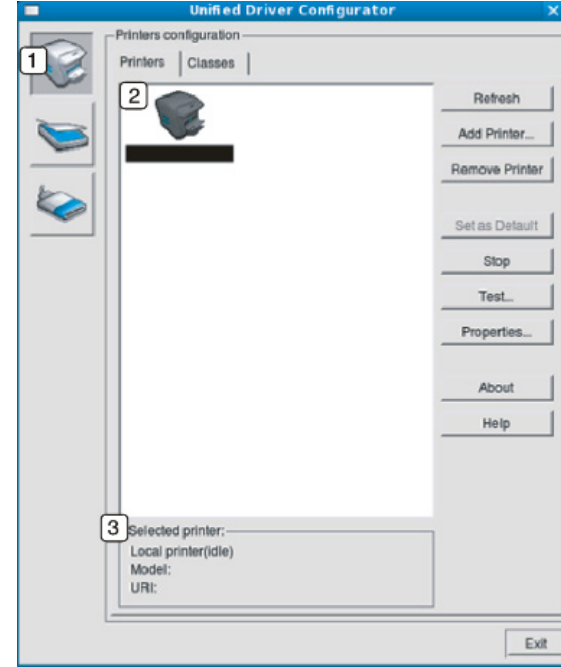 Unified Driver Configurator
Printers configuration
1
Printers
Classes
2
Refresh
Add Printer...
Remove Printer
Set as Default
Stop
Test...
Properties...
About
Help
3
Selected printer:
Local printer(idle)
Model:
URI:
Exit